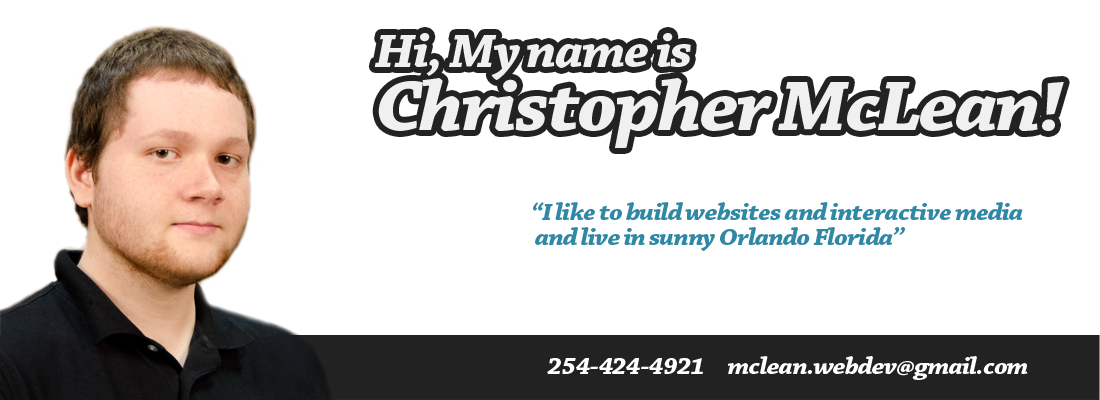 Hi, My name is
Christopher McLean!
“I like to build websites and interactive media
and live in sunny Orlando Florida”
254-424-4921 mclean.webdev@gmail.com